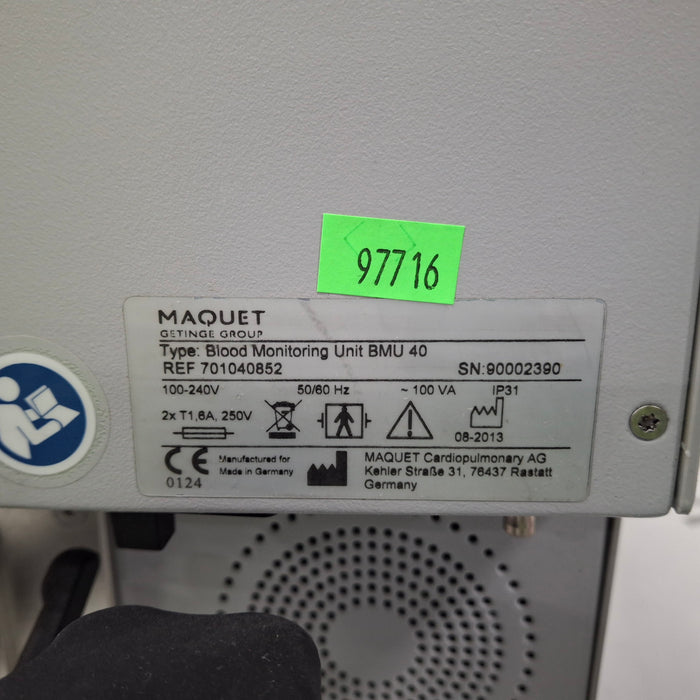 97716
MAQUET
GETINGE GROUP
Type: Blood Monitoring Unit BMU 40
REF 701040852 SN:90002390
100-240V 50/60 Hz ~ 100 VA IP31
2x T1,6A, 250V
08-2013
CE Manufactured for MAQUET Cardiopulmonary AG
Made in Germany Kehler Straße 31, 76437 Rastatt
0124 Germany